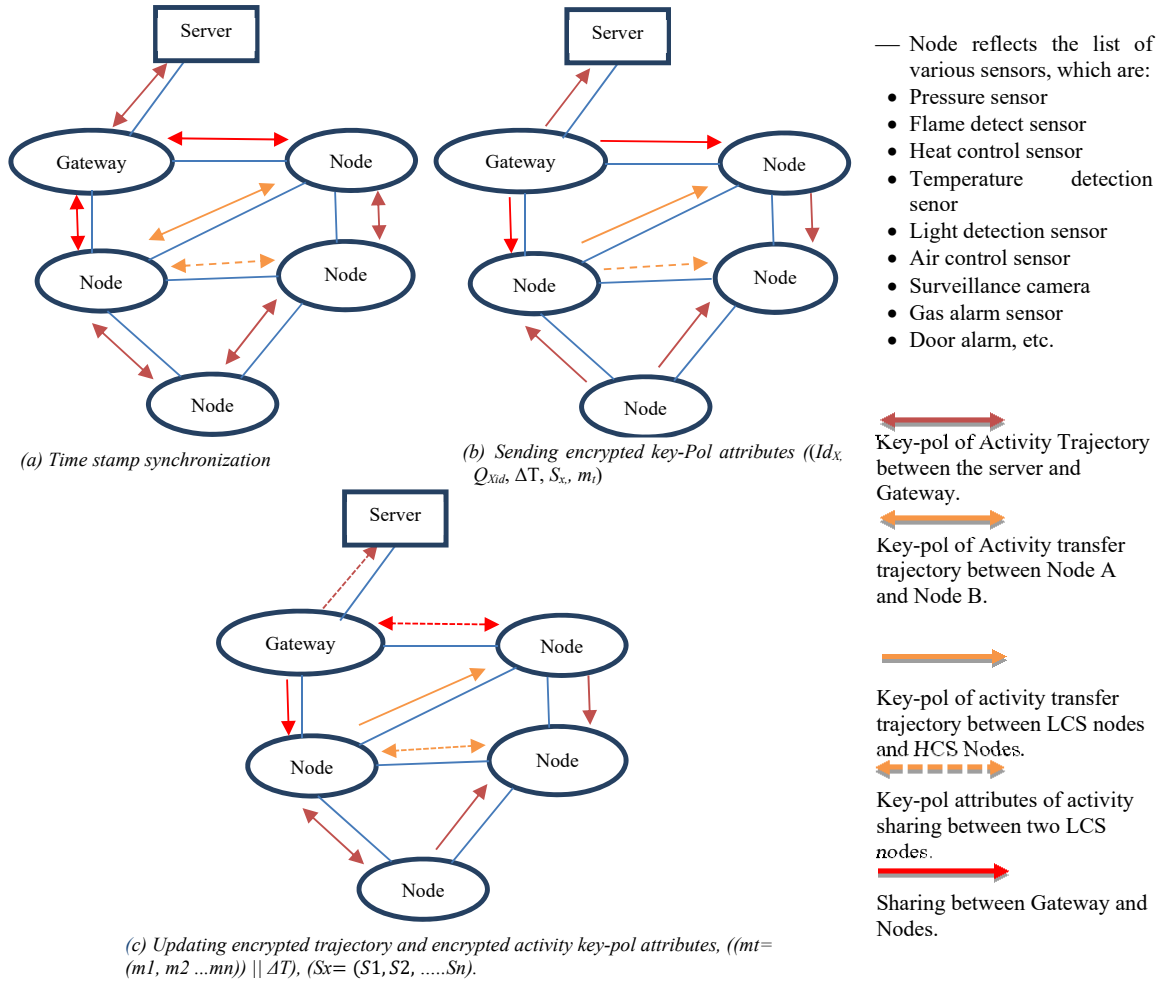 Server
Gateway
Node
Node
Node
Node
(a) Time stamp synchronization
Server
Gateway
Node
Node
Node
Node
(b) Sending encrypted key-Pol attributes ((IdX,
QXid, ΔT, Sx,, mt)
Server
Gateway
Node
Node
Node
Node
(c) Updating encrypted trajectory and encrypted activity key-pol attributes, ((mt=
(m1, m2 ...mn)) || ΔT), (Sx= (S1, S2, .....Sn).
— Node reflects the list of
various sensors, which are:
• Pressure sensor
• Flame detect sensor
• Heat control sensor
• Temperature detection
senor
• Light detection sensor
• Air control sensor
• Surveillance camera
• Gas alarm sensor
• Door alarm, etc.
Key-pol of Activity Trajectory
between the server and
Gateway.
Key-pol of Activity transfer
trajectory between Node A
and Node B.
Key-pol of activity transfer
trajectory between LCS nodes
and HCS Nodes.
Key-pol attributes of activity
sharing between two LCS
nodes.
Sharing between Gateway and
Nodes.